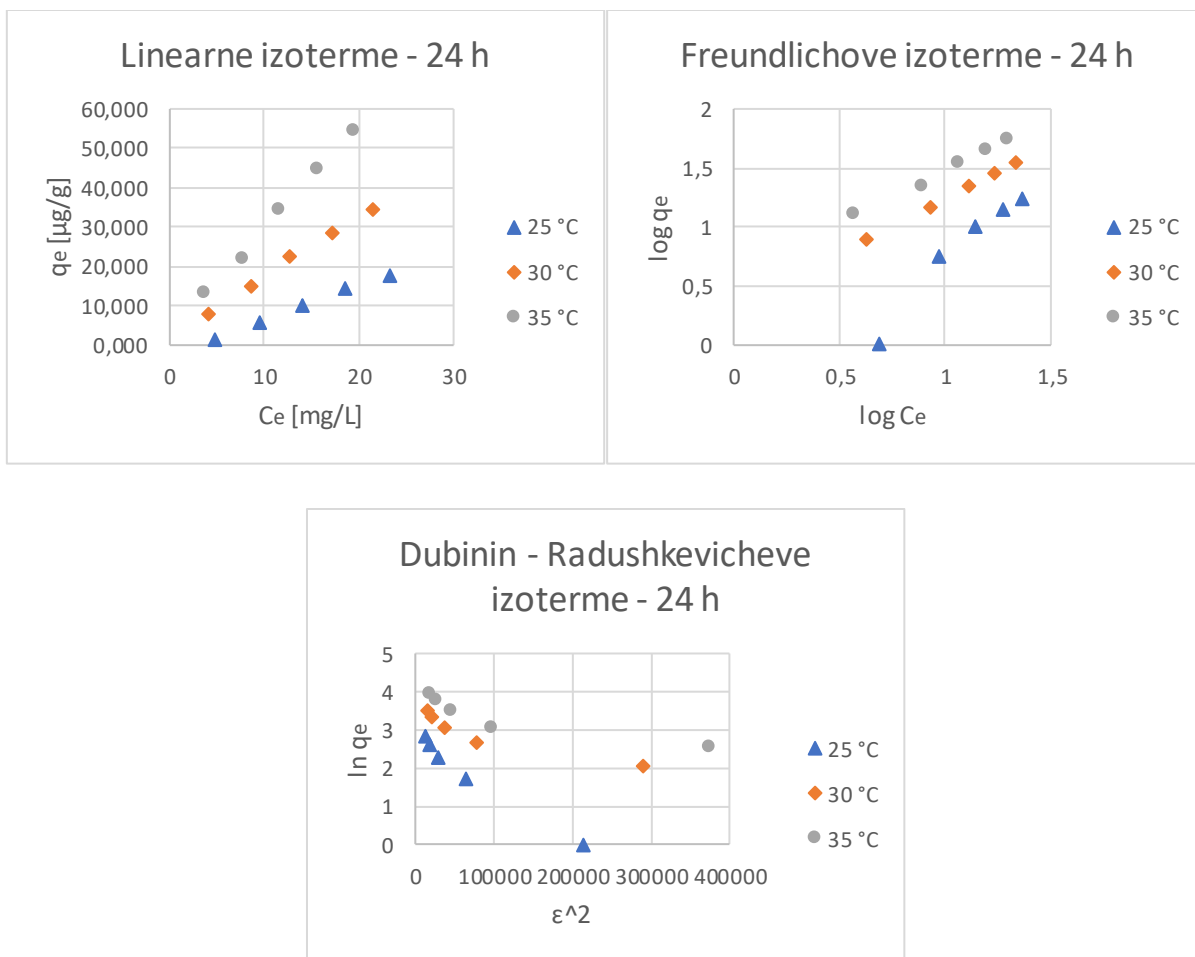 Linearne izoterme - 24 h
60,000
50,000
40,000
30,000
20,000
10,000
0,000
qe [µg/g]
0 10 20 30
Ce [mg/L]
25 °C
30 °C
35 °C
Freundlichove izoterme - 24 h
2
1,5
1
0,5
0
log qe
0 0,5 1 1,5
log Ce
25 °C
30 °C
35 °C
Dubinin - Radushkevicheve
izoterme - 24 h
5
4
3
2
1
0
ln qe
0 100000 200000 300000 400000
ε^2
25 °C
30 °C
35 °C